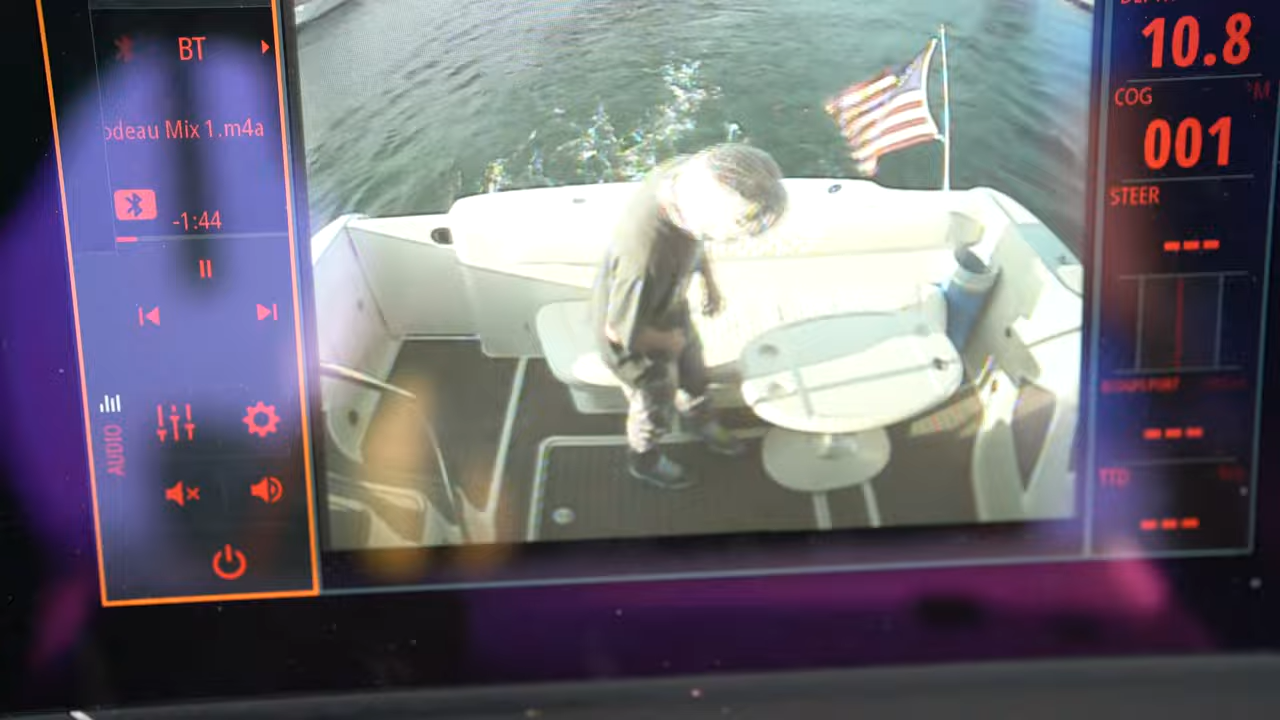 BT
odeau Mix 1.m4a
-1:44
AUDIO
10.8
COG
°M
001
STEER
---
---
TTD
---